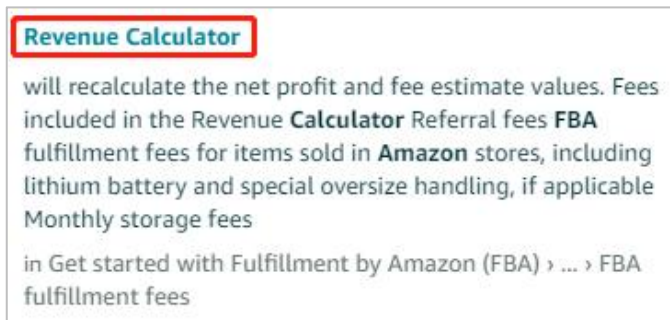 Revenue Calculator
will recalculate the net profit and fee estimate values. Fees
included in the Revenue Calculator Referral fees FBA
fulfillment fees for items sold in Amazon stores, including
lithium battery and special oversize handling, if applicable
Monthly storage fees
in Get started with Fulfillment by Amazon (FBA) › ... › FBA
fulfillment fees